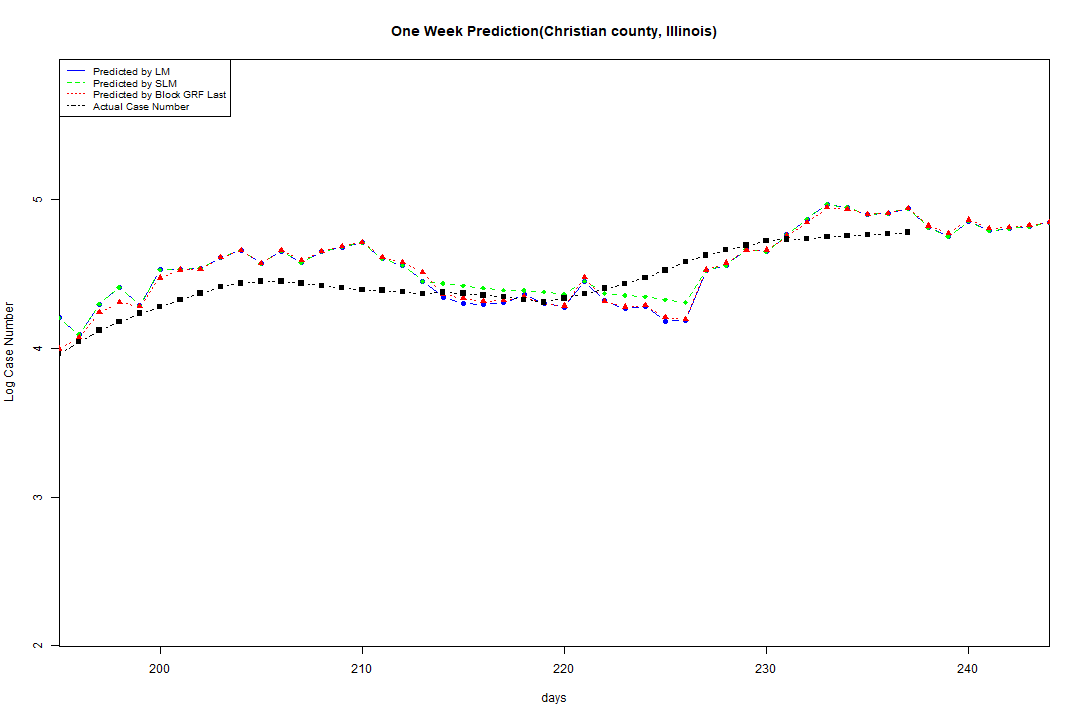 One Week Prediction(Christian county, Illinois)
Predicted by LM
Predicted by SLM
Predicted by Block GRF Last
Actual Case Number
5
4
3
2
Log Case Number
200
210
220
230
240
days